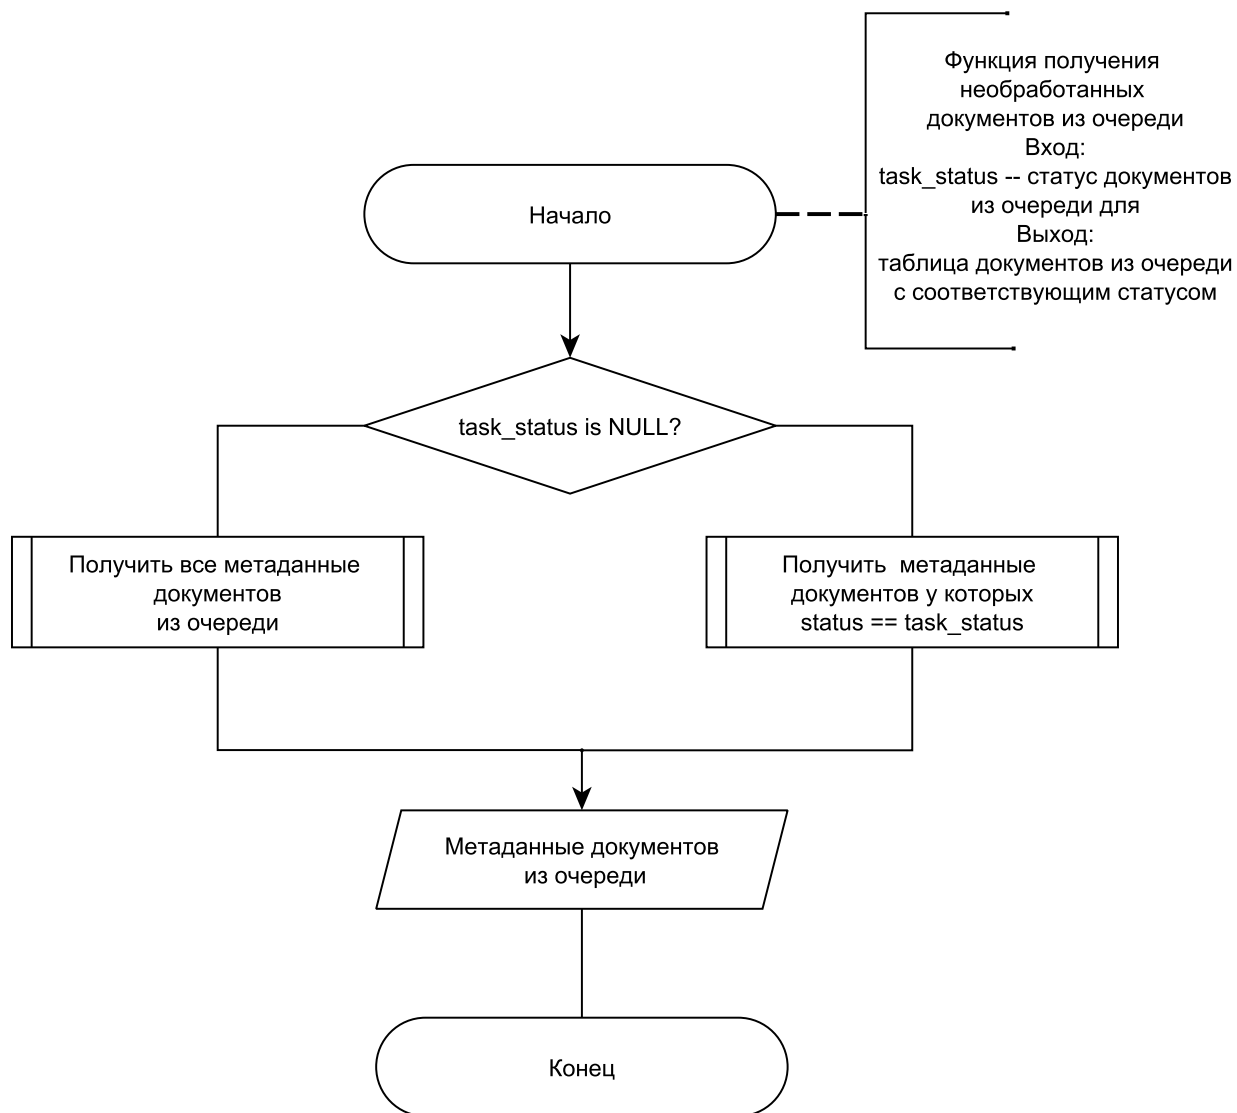 Функция получения
необработанных
документов из очереди
Вход:
task_status -- статус документов
из очереди для
Выход:
таблица документов из очереди
с соответствующим статусом
Начало
task_status is NULL?
Получить все метаданные
документов
из очереди
Получить метаданные
документов у которых
status == task_status
Метаданные документов
из очереди
Конец